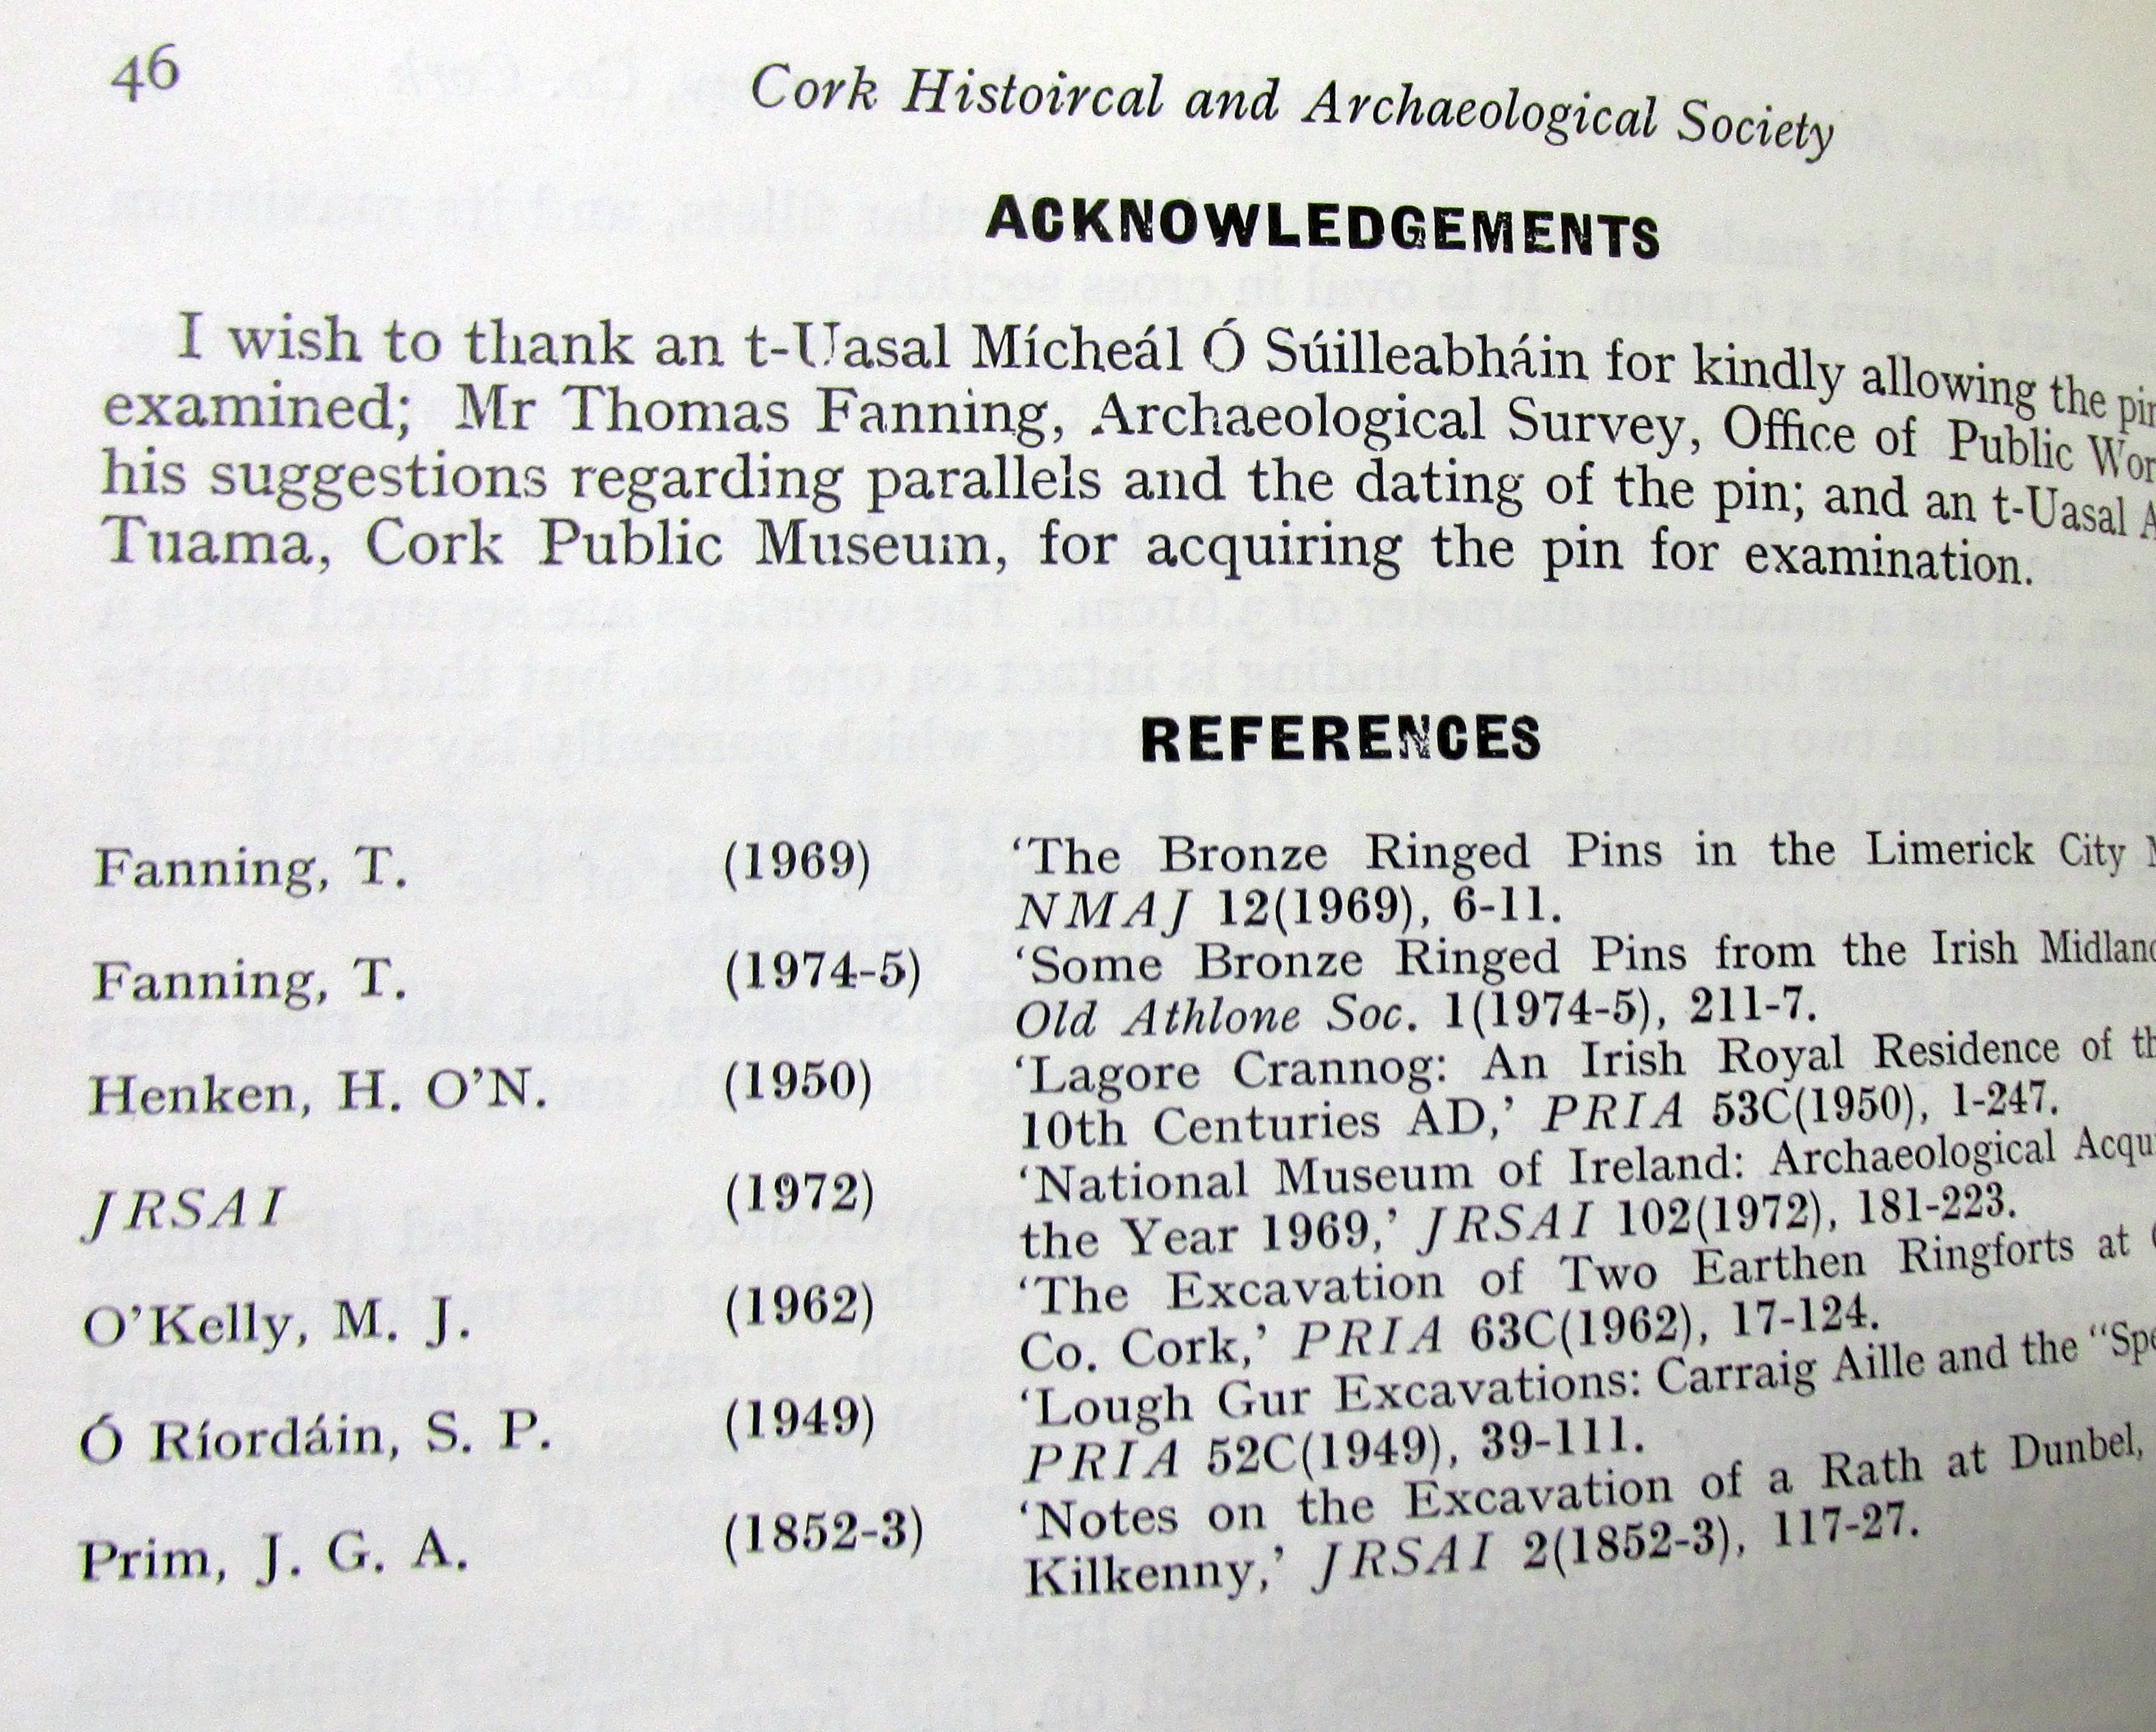 46
Cork Histoircal and Archaeological Society
ACKNOWLEDGEMENTS
I wish to thank an t-Uasal Mícheál Ó Súilleabháin for kindly allowing the
examined; Mr Thomas Fanning, Archaeological Survey, Office of Public
his suggestions regarding parallels and the dating of the pin; and an t-Uasal
Tuama, Cork Public Museum, for acquiring the pin for examination.
REFERENCES
Fanning, T. (1969) ‘The Bronze Ringed Pins in the Limerick City
NMAJ 12(1969), 6-11.
Fanning, T. (1974-5) ‘Some Bronze Ringed Pins from the Irish
Old Athlone Soc. 1(1974-5), 211-7.
Henken, H. O’N. (1950) ‘Lagore Crannog: An Irish Royal Residence of
10th Centuries AD,’ PRIA 53C(1950), 1-247.
JRSAI (1972) ‘National Museum of Ireland: Archaeological
the Year 1969,’ JRSAI 102(1972), 181-223.
O’Kelly, M. J. (1962) ‘The Excavation of Two Earthen Ringforts at
Co. Cork,’ PRIA 63C(1962), 17-124.
Ó Ríordáin, S. P. (1949) ‘Lough Gur Excavations: Carraig Aille and the
PRIA 52C(1949), 39-111.
Prim, J. G. A. (1852-3) ‘Notes on the Excavation of a Rath at Dunbel,
Kilkenny,’ JRSAI 2(1852-3), 117-27.